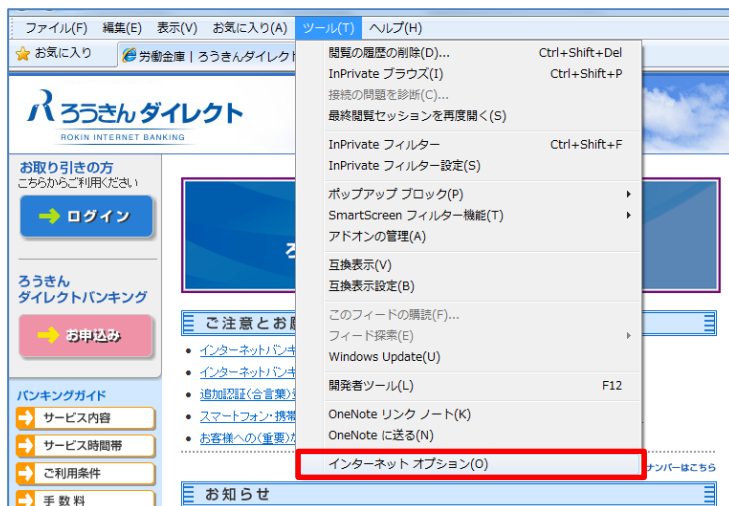 ファイル(F) 編集(E) 表示(V) お気に入り(A) ツール(T) ヘルプ(H)
お気に入り
労働金庫 | ろうきんダイレクト
閲覧の履歴の削除(D)... Ctrl+Shift+Del
InPrivate ブラウズ(I) Ctrl+Shift+P
接続の問題を診断(C)...
最終閲覧セッションを再度開く(S)
InPrivate フィルター Ctrl+Shift+F
InPrivate フィルター設定(S)
ポップアップ ブロック(P)
SmartScreen フィルター機能(T)
アドオンの管理(A)
互換表示(V)
互換表示設定(B)
このフィードの購読(F)...
フィード探索(E)
Windows Update(U)
開発者ツール(L) F12
OneNote リンク ノート(K)
OneNote に送る(N)
インターネット オプション(O)
ろうきん ダイレクト
ROKIN INTERNET BANKING
お取り引きの方
こちらからご利用ください
ログイン
ろうきん
ダイレクトバンキング
お申込み
バンキングガイド
サービス内容
サービス時間帯
ご利用条件
手数料
ろ
ご注意とお
インターネットバンキ
インターネットバンキ
追加認証(合言葉)
スマートフォン・携帯
お客様への(重要)
ナンバーはこちら
お知らせ